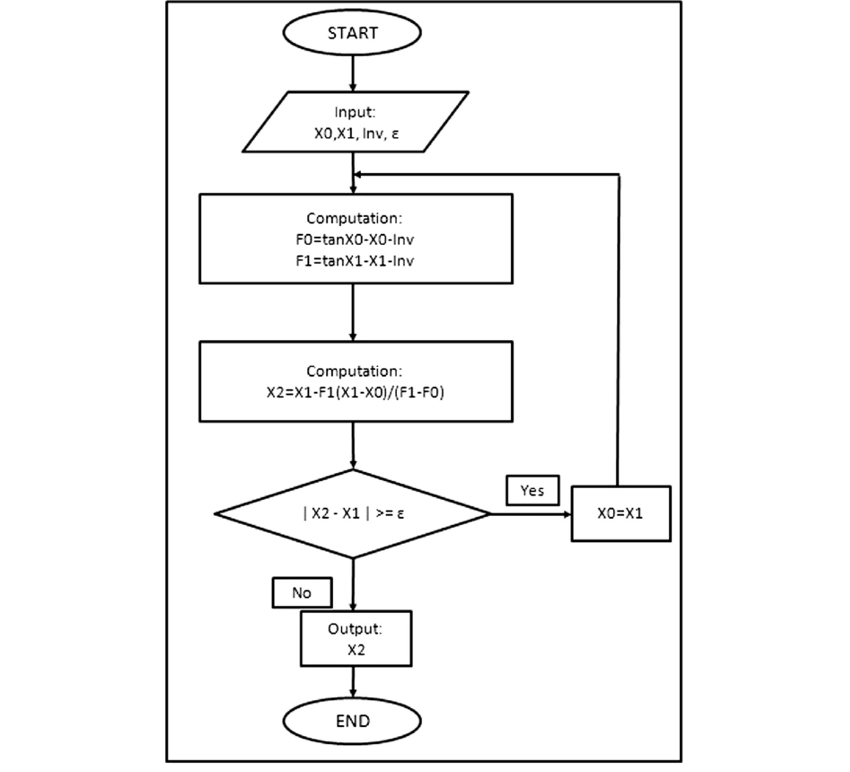 START
Input:
X0,X1, Inv, ε
Computation:
F0=tanX0-X0-Inv
F1=tanX1-X1-Inv
Computation:
X2=X1-F1(X1-X0)/(F1-F0)
| X2 - X1 | >= ε
Yes
X0=X1
No
Output:
X2
END